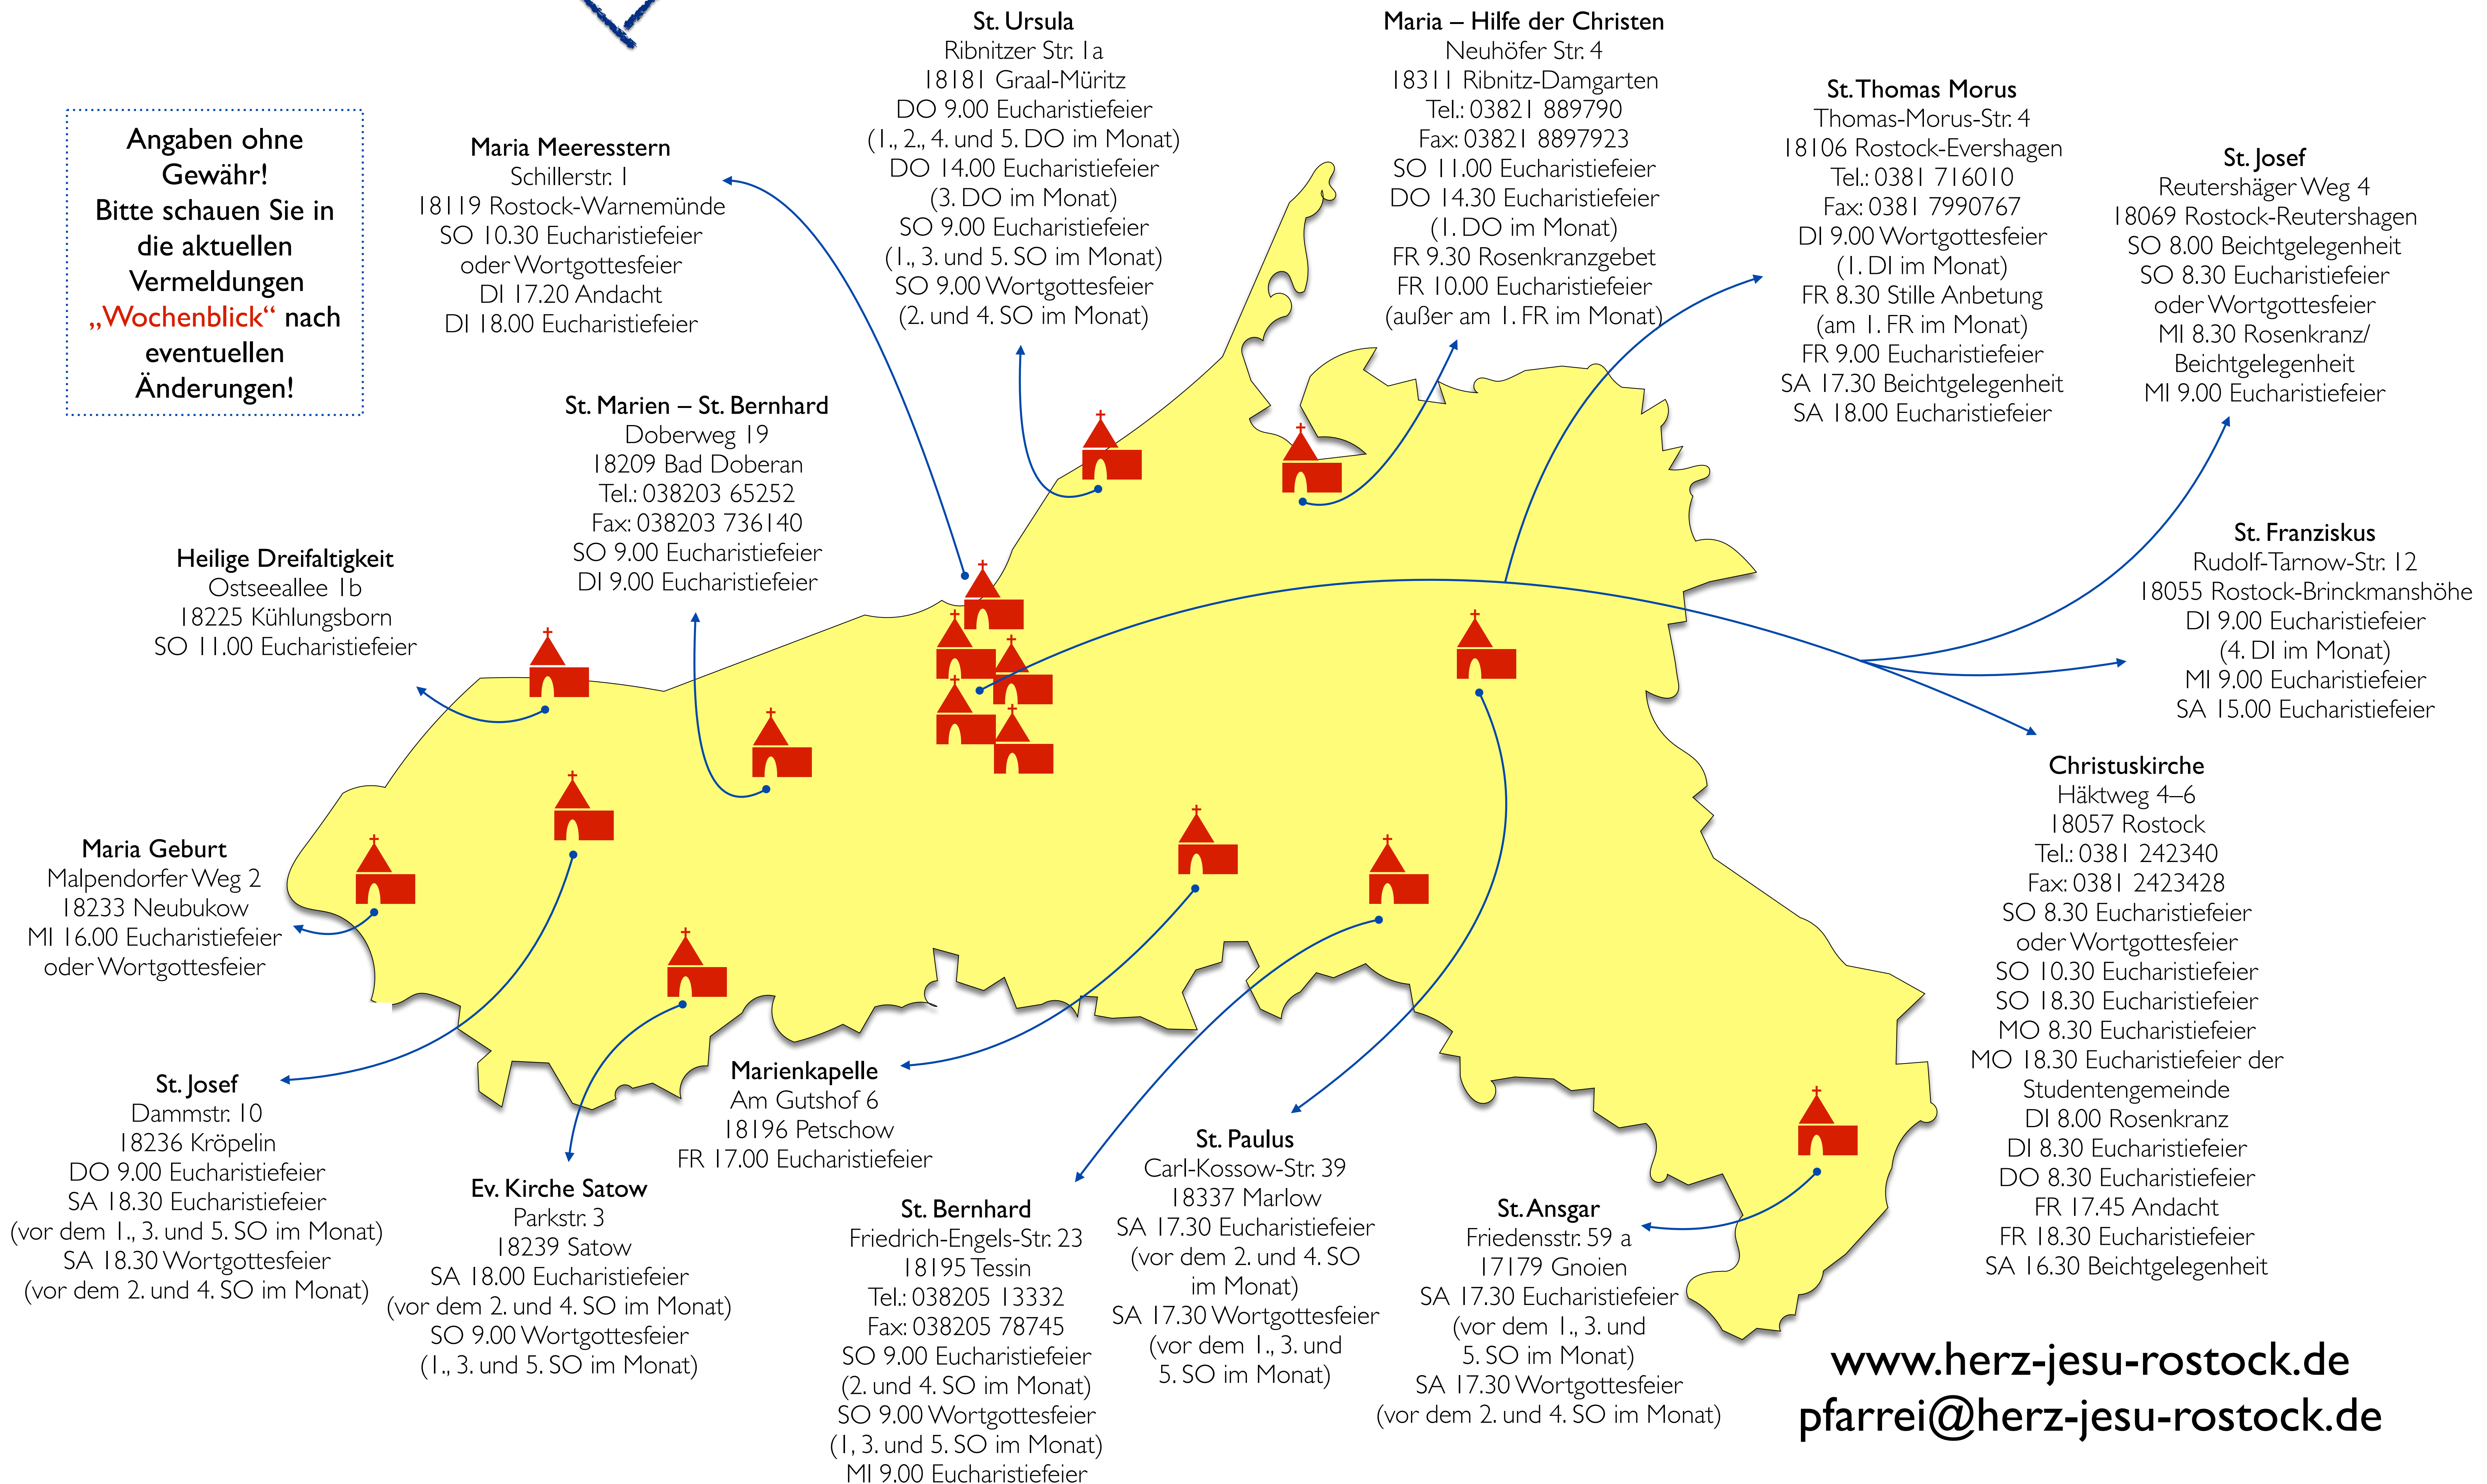 Angaben ohne
Gewähr!
Bitte schauen Sie in
die aktuellen
Vermeldungen
„Wochenblick“ nach
eventuellen
Änderungen!
Maria Meeresstern
Schillerstr. 1
18119 Rostock-Warnemünde
SO 10.30 Eucharistiefeier
oder Wortgottesfeier
DI 17.20 Andacht
DI 18.00 Eucharistiefeier
St. Ursula
Ribnitzer Str. 1a
18181 Graal-Müritz
DO 9.00 Eucharistiefeier
(1., 2., 4. und 5. DO im Monat)
DO 14.00 Eucharistiefeier
(3. DO im Monat)
SO 9.00 Eucharistiefeier
(1., 3. und 5. SO im Monat)
SO 9.00 Wortgottesfeier
(2. und 4. SO im Monat)
Maria – Hilfe der Christen
Neuhöfer Str. 4
18311 Ribnitz-Damgarten
Tel.: 03821 889790
Fax: 03821 8897923
SO 11.00 Eucharistiefeier
DO 14.30 Eucharistiefeier
(1. DO im Monat)
FR 9.30 Rosenkranzgebet
FR 10.00 Eucharistiefeier
(außer am 1. FR im Monat)
St. Thomas Morus
Thomas-Morus-Str. 4
18106 Rostock-Evershagen
Tel.: 0381 716010
Fax: 0381 7990767
DI 9.00 Wortgottesfeier
(1. DI im Monat)
FR 8.30 Stille Anbetung
(am 1. FR im Monat)
FR 9.00 Eucharistiefeier
SA 17.30 Beichtgelegenheit
SA 18.00 Eucharistiefeier
St. Josef
Reutershäger Weg 4
18069 Rostock-Reutershagen
SO 8.00 Beichtgelegenheit
SO 8.30 Eucharistiefeier
oder Wortgottesfeier
MI 8.30 Rosenkranz/
Beichtgelegenheit
MI 9.00 Eucharistiefeier
St. Marien – St. Bernhard
Doberweg 19
18209 Bad Doberan
Tel.: 038203 65252
Fax: 038203 736140
SO 9.00 Eucharistiefeier
DI 9.00 Eucharistiefeier
Heilige Dreifaltigkeit
Ostseeallee 1b
18225 Kühlungsborn
SO 11.00 Eucharistiefeier
St. Franziskus
Rudolf-Tarnow-Str. 12
18055 Rostock-Brinckmanshöhe
DI 9.00 Eucharistiefeier
(4. DI im Monat)
MI 9.00 Eucharistiefeier
SA 15.00 Eucharistiefeier
Christuskirche
Häktweg 4–6
18057 Rostock
Tel.: 0381 242340
Fax: 0381 2423428
SO 8.30 Eucharistiefeier
oder Wortgottesfeier
SO 10.30 Eucharistiefeier
SO 18.30 Eucharistiefeier
MO 8.30 Eucharistiefeier
MO 18.30 Eucharistiefeier der
Studentengemeinde
DI 8.00 Rosenkranz
DI 8.30 Eucharistiefeier
DO 8.30 Eucharistiefeier
FR 17.45 Andacht
FR 18.30 Eucharistiefeier
SA 16.30 Beichtgelegenheit
Maria Geburt
Malpendorfer Weg 2
18233 Neubukow
MI 16.00 Eucharistiefeier
oder Wortgottesfeier
St. Josef
Dammstr. 10
18236 Kröpelin
DO 9.00 Eucharistiefeier
SA 18.30 Eucharistiefeier
(vor dem 1., 3. und 5. SO im Monat)
SA 18.30 Wortgottesfeier
(vor dem 2. und 4. SO im Monat)
Ev. Kirche Satow
Parkstr. 3
18239 Satow
SA 18.00 Eucharistiefeier
(vor dem 2. und 4. SO im Monat)
SO 9.00 Wortgottesfeier
(1., 3. und 5. SO im Monat)
Marienkapelle
Am Gutshof 6
18196 Petschow
FR 17.00 Eucharistiefeier
St. Bernhard
Friedrich-Engels-Str. 23
18195 Tessin
Tel.: 038205 13332
Fax: 038205 78745
SO 9.00 Eucharistiefeier
(2. und 4. SO im Monat)
SO 9.00 Wortgottesfeier
(1, 3. und 5. SO im Monat)
MI 9.00 Eucharistiefeier
St. Paulus
Carl-Kossow-Str. 39
18337 Marlow
SA 17.30 Eucharistiefeier
(vor dem 2. und 4. SO
im Monat)
SA 17.30 Wortgottesfeier
(vor dem 1., 3. und
5. SO im Monat)
St. Ansgar
Friedensstr. 59 a
17179 Gnoien
SA 17.30 Eucharistiefeier
(vor dem 1., 3. und
5. SO im Monat)
SA 17.30 Wortgottesfeier
(vor dem 2. und 4. SO im Monat)
www.herz-jesu-rostock.de
pfarrei@herz-jesu-rostock.de